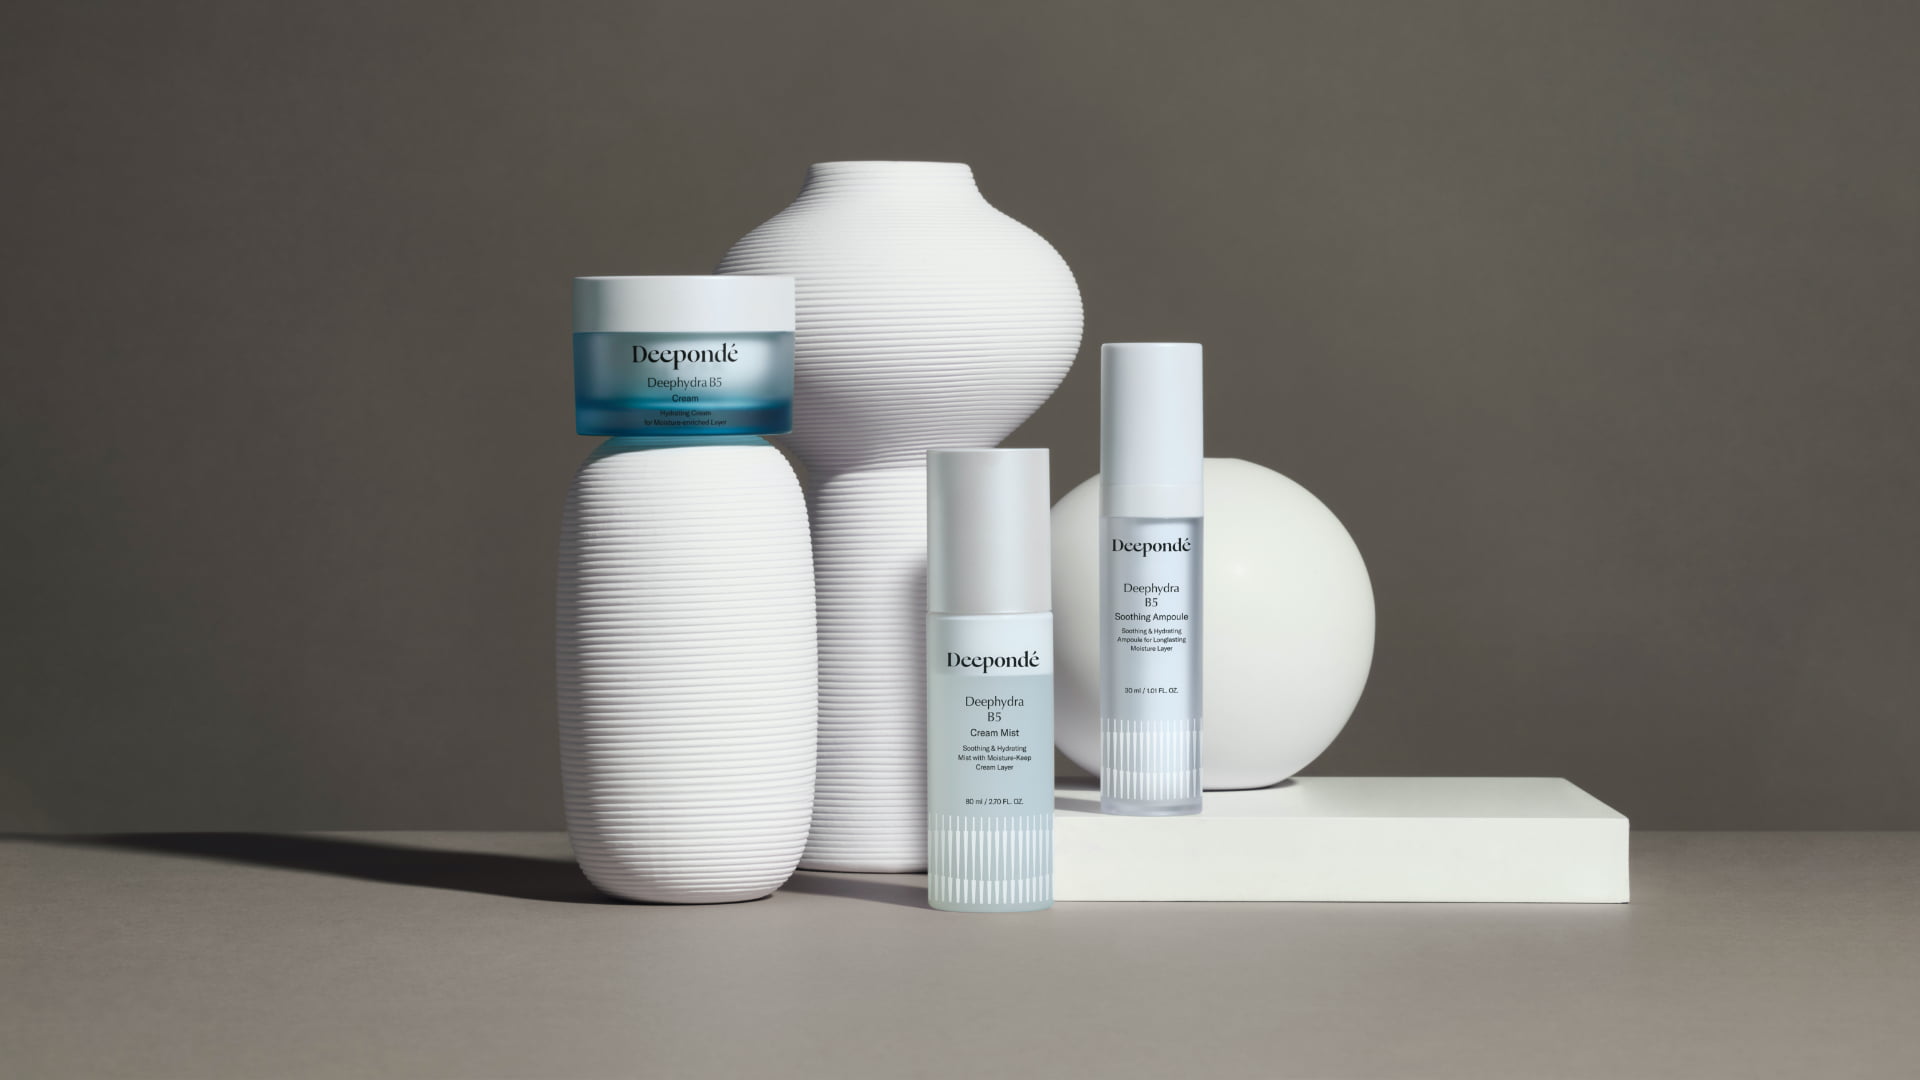 Deepondé
Deephydra B5
Cream
Hydrating Cream
for Moisture-enriched Layer
Deepondé
Deephydra
B5
Cream Mist
Soothing & Hydrating
Mist with Moisture-Keep
Cream Layer
80 ml / 2.70 FL. OZ.
Deepondé
Deephydra
B5
Soothing Ampoule
Soothing & Hydrating
Ampoule for Longlasting
Moisture Layer
30 ml / 1.01 FL. OZ.